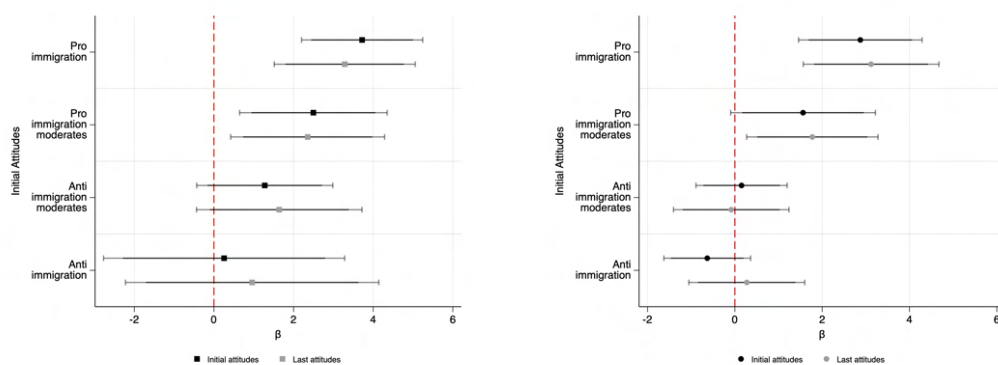 Initial Attitudes
Pro
immigration
Pro
immigration
moderates
Anti
immigration
moderates
Anti
immigration
-2 0 2 4 6
β
Initial attitudes Last attitudes
Initial Attitudes
Pro
immigration
Pro
immigration
moderates
Anti
immigration
moderates
Anti
immigration
-2 0 2 4 6
β
Initial attitudes Last attitudes